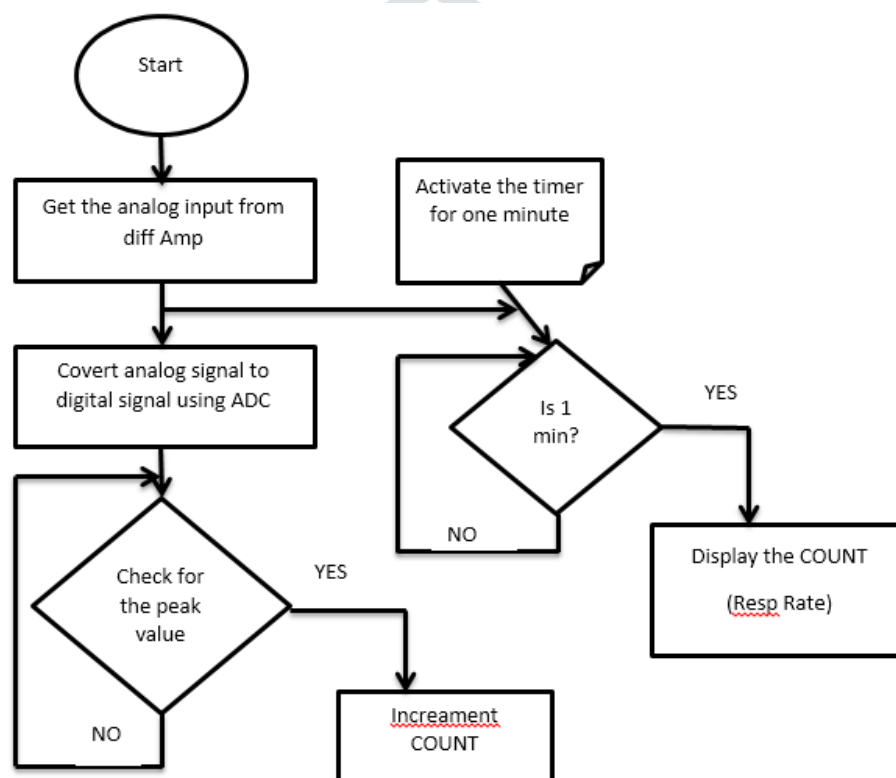 Start
Get the analog input from
diff Amp
Activate the timer
for one minute
Covert analog signal to
digital signal using ADC
Is 1
min?
YES
NO
Display the COUNT
(Resp Rate)
Check for
the peak
value
YES
NO
Increament
COUNT